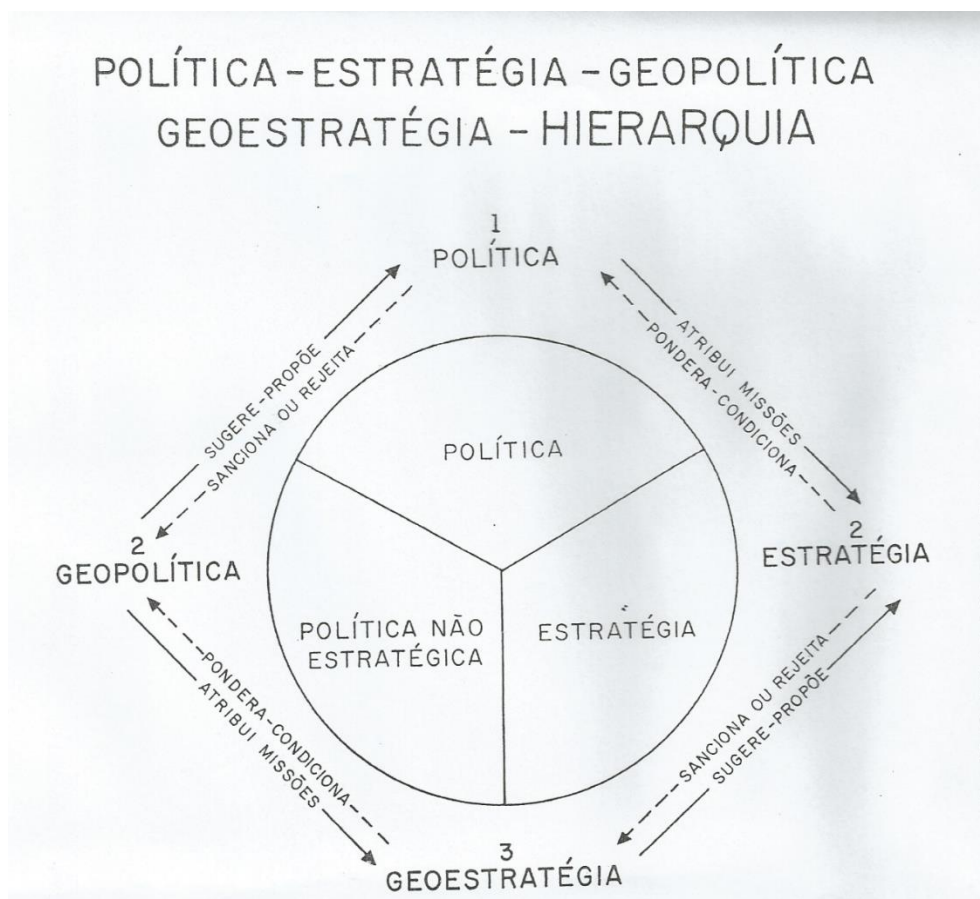 POLÍTICA - ESTRATÉGIA - GEOPOLÍTICA
GEOESTRATÉGIA - HIERARQUIA
1
POLÍTICA
SUGERE-PROPÕE
SANCIONA OU REJEITA
ATRIBUI MISSÕES
PONDERA-CONDICIONA
POLÍTICA
2
GEOPOLÍTICA
2
ESTRATÉGIA
POLÍTICA NÃO
ESTRATÉGICA
ESTRATÉGIA
PONDERA-CONDICIONA
ATRIBUI MISSÕES
SANCIONA OU REJEITA
SUGERE-PROPÕE
3
GEOESTRATÉGIA